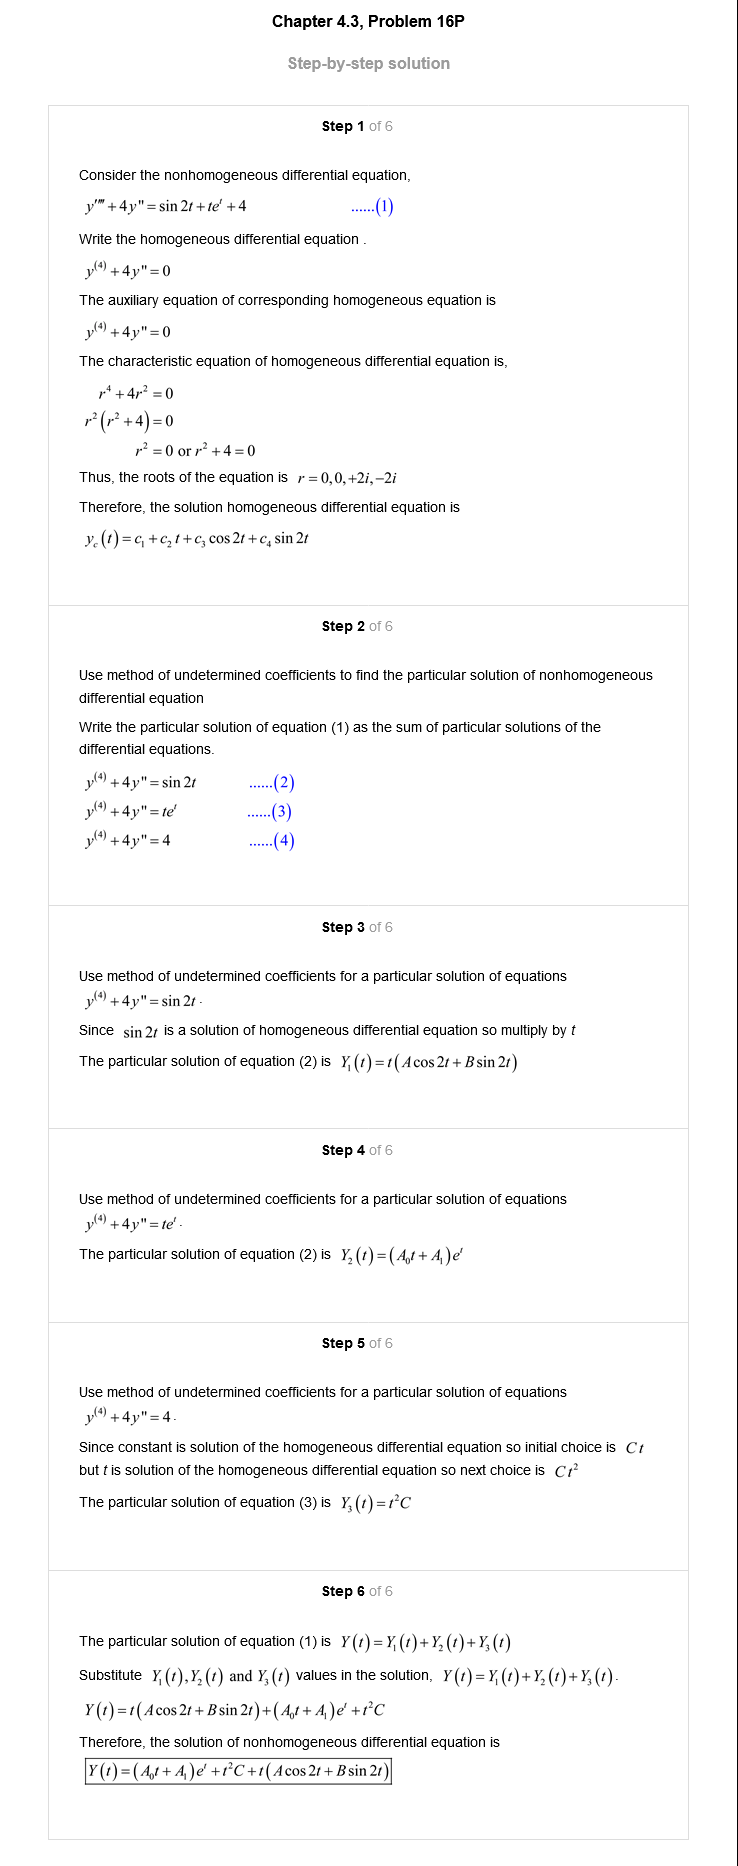 Chapter 4.3, Problem 16P
Step-by-step solution
Step 1 of 6
Consider the nonhomogeneous differential equation,
y'''' + 4y" = sin 2t + te^t + 4 ......(1)
Write the homogeneous differential equation .
y^(4) + 4y" = 0
The auxiliary equation of corresponding homogeneous equation is
y^(4) + 4y" = 0
The characteristic equation of homogeneous differential equation is,
r^4 + 4r^2 = 0
r^2(r^2 + 4) = 0
r^2 = 0 or r^2 + 4 = 0
Thus, the roots of the equation is r = 0,0,+2i,−2i
Therefore, the solution homogeneous differential equation is
y_c(t) = c_1 + c_2 t + c_3 cos 2t + c_4 sin 2t
Step 2 of 6
Use method of undetermined coefficients to find the particular solution of nonhomogeneous
differential equation
Write the particular solution of equation (1) as the sum of particular solutions of the
differential equations.
y^(4) + 4y" = sin 2t ......(2)
y^(4) + 4y" = te^t ......(3)
y^(4) + 4y" = 4 ......(4)
Step 3 of 6
Use method of undetermined coefficients for a particular solution of equations
y^(4) + 4y" = sin 2t .
Since sin 2t is a solution of homogeneous differential equation so multiply by t
The particular solution of equation (2) is Y_1(t) = t(A cos 2t + B sin 2t)
Step 4 of 6
Use method of undetermined coefficients for a particular solution of equations
y^(4) + 4y" = te^t .
The particular solution of equation (2) is Y_2(t) = (A_0t + A_1)e^t
Step 5 of 6
Use method of undetermined coefficients for a particular solution of equations
y^(4) + 4y" = 4 .
Since constant is solution of the homogeneous differential equation so initial choice is Ct
but t is solution of the homogeneous differential equation so next choice is Ct^2
The particular solution of equation (3) is Y_3(t) = t^2C
Step 6 of 6
The particular solution of equation (1) is Y(t) = Y_1(t) + Y_2(t) + Y_3(t)
Substitute Y_1(t), Y_2(t) and Y_3(t) values in the solution, Y(t) = Y_1(t) + Y_2(t) + Y_3(t) .
Y(t) = t(A cos 2t + B sin 2t) + (A_0t + A_1)e^t + t^2C
Therefore, the solution of nonhomogeneous differential equation is
Y(t) = (A_0t + A_1)e^t + t^2C + t(A cos 2t + B sin 2t)